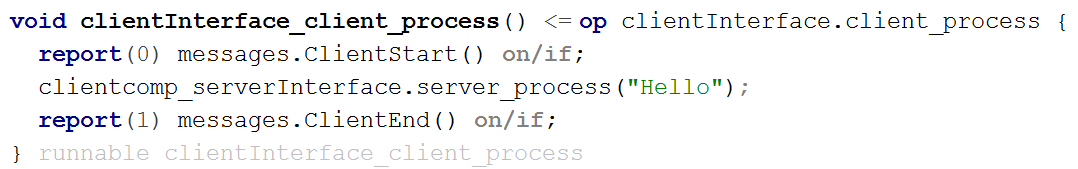 void clientInterface_client_process() <= op clientInterface.client_process {
  report(0) messages.ClientStart() on/if;
  clientcomp_serverInterface.server_process("Hello");
  report(1) messages.ClientEnd() on/if;
} runnable clientInterface_client_process